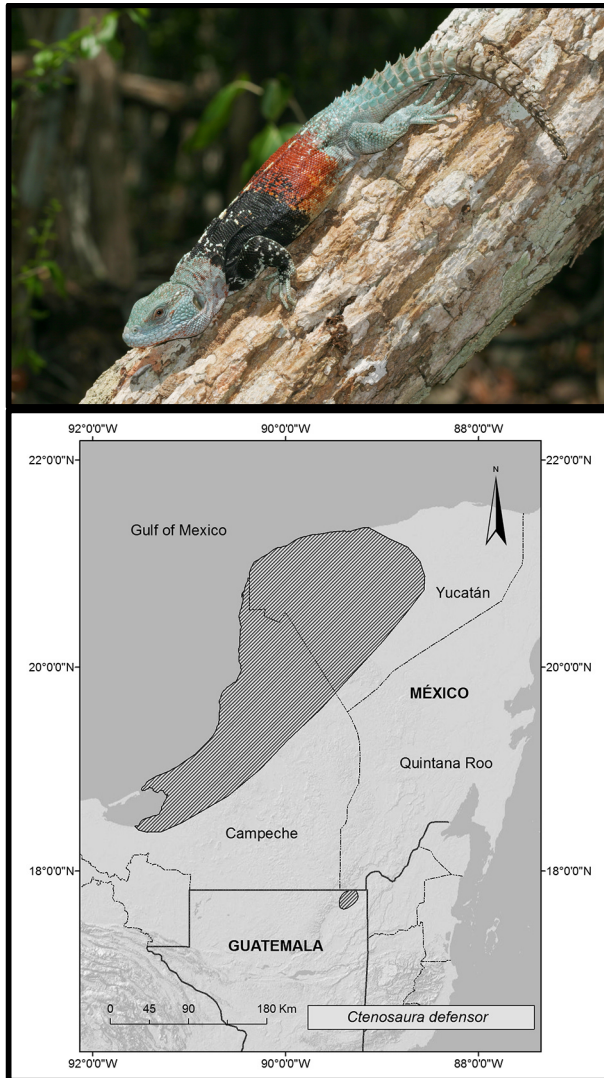 92°0'0"W 90°0'0"W 88°0'0"W
22°0'0"N 22°0'0"N
N
Gulf of Mexico
Yucatán
20°0'0"N 20°0'0"N
MÉXICO
Quintana Roo
Campeche
18°0'0"N 18°0'0"N
GUATEMALA
0 45 90 180 Km
Ctenosaura defensor
92°0'0"W 90°0'0"W 88°0'0"W